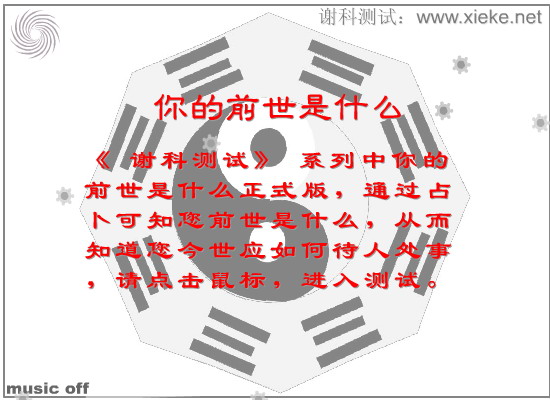 谢科测试：www.xieke.net
你的前世是什么
《 谢科测试》 系列中你的
前世是什么正式版，通过占
卜可知您前世是什么，从而
知道您今世应如何待人处事
，请点击鼠标，进入测试。
music off